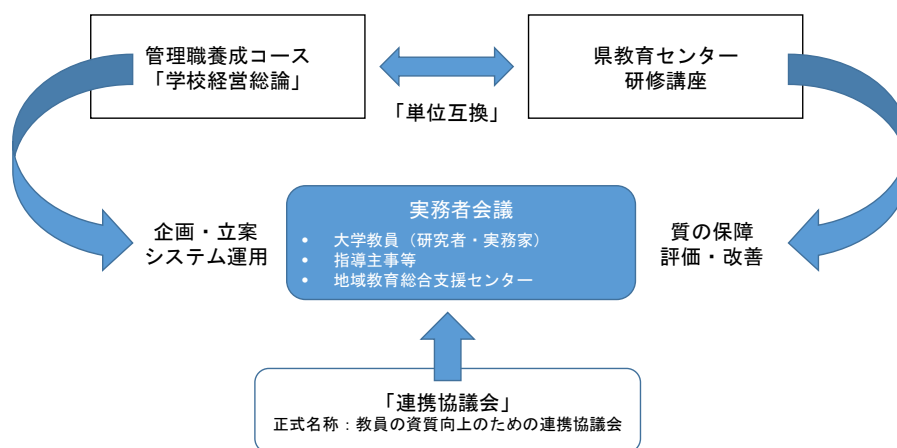 管理職養成コース
「学校経営総論」
県教育センター
研修講座
「単位互換」
企画・立案
システム運用
実務者会議
• 大学教員（研究者・実務家）
• 指導主事等
• 地域教育総合支援センター
質の保障
評価・改善
「連携協議会」
正式名称：教員の資質向上のための連携協議会